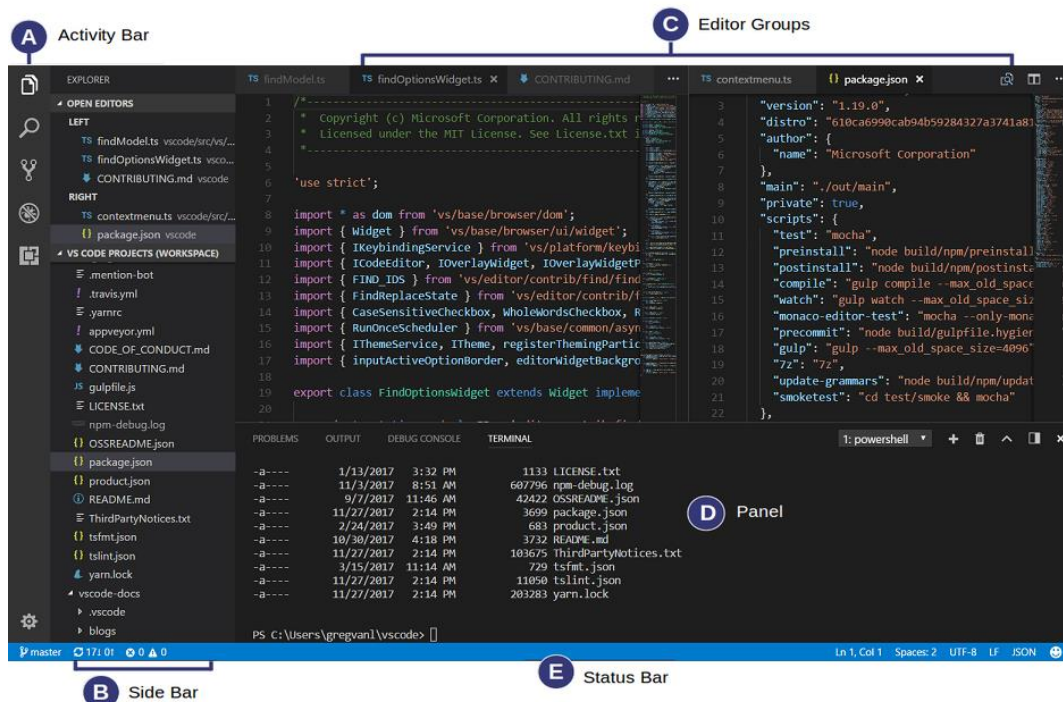 A Activity Bar
C Editor Groups
EXPLORER
OPEN EDITORS
LEFT
TS findModel.ts vscode/src/vs/...
TS findOptionsWidget.ts vsco...
CONTRIBUTING.md vscode
RIGHT
TS contextmenu.ts vscode/src/...
{} package.json vscode
VS CODE PROJECTS (WORKSPACE)
.mention-bot
! .travis.yml
.yarnrc
! appveyor.yml
CODE_OF_CONDUCT.md
CONTRIBUTING.md
JS gulpfile.js
LICENSE.txt
npm-debug.log
{} OSSREADME.json
{} package.json
{} product.json
README.md
ThirdPartyNotices.txt
{} tsfmt.json
{} tslint.json
yarn.lock
vscode-docs
.vscode
blogs
TS findModel.ts
TS findOptionsWidget.ts ×
CONTRIBUTING.md
...
1 /*---------------------------------------------
2 * Copyright (c) Microsoft Corporation. All rights r
3 * Licensed under the MIT License. See License.txt i
4 *---------------------------------------------
5
6 'use strict';
7
8 import * as dom from 'vs/base/browser/dom';
9 import { Widget } from 'vs/base/browser/ui/widget';
10 import { IKeybindingService } from 'vs/platform/keybi
11 import { ICodeEditor, IOverlayWidget, IOverlayWidgetP
12 import { FIND_IDS } from 'vs/editor/contrib/find/find
13 import { FindReplaceState } from 'vs/editor/contrib/f
14 import { CaseSensitiveCheckbox, WholeWordsCheckbox, R
15 import { RunOnceScheduler } from 'vs/base/common/asyn
16 import { IThemeService, ITheme, registerThemingPartic
17 import { inputActiveOptionBorder, editorWidgetBackgro
18
19 export class FindOptionsWidget extends Widget impleme
20
TS contextmenu.ts
{} package.json ×
...
3 "version": "1.19.0",
4 "distro": "610ca6990cab94b59284327a3741a81
5 "author": {
6 "name": "Microsoft Corporation"
7 },
8 "main": "./out/main",
9 "private": true,
10 "scripts": {
11 "test": "mocha",
12 "preinstall": "node build/npm/preinstall
13 "postinstall": "node build/npm/postinsta
14 "compile": "gulp compile --max_old_space
15 "watch": "gulp watch --max_old_space_siz
16 "monaco-editor-test": "mocha --only-mona
17 "precommit": "node build/gulpfile.hygien
18 "gulp": "gulp --max_old_space_size=4096"
19 "7z": "7z",
20 "update-grammars": "node build/npm/updat
21 "smoketest": "cd test/smoke && mocha"
22 },
PROBLEMS OUTPUT DEBUG CONSOLE TERMINAL 1: powershell
-a---- 1/13/2017 3:32 PM 1133 LICENSE.txt
-a---- 11/3/2017 8:51 AM 607796 npm-debug.log
-a---- 9/7/2017 11:46 AM 42422 OSSREADME.json
-a---- 11/27/2017 2:14 PM 3699 package.json
-a---- 2/24/2017 3:49 PM 683 product.json
-a---- 10/30/2017 4:18 PM 3732 README.md
-a---- 11/27/2017 2:14 PM 103675 ThirdPartyNotices.txt
-a---- 3/15/2017 11:14 AM 729 tsfmt.json
-a---- 11/27/2017 2:14 PM 11050 tslint.json
-a---- 11/27/2017 2:14 PM 203283 yarn.lock
D Panel
PS C:\Users\gregvanl\vscode>
master 17↓ 0↑ 0 0
Ln 1, Col 1 Spaces: 2 UTF-8 LF JSON
B Side Bar
E Status Bar